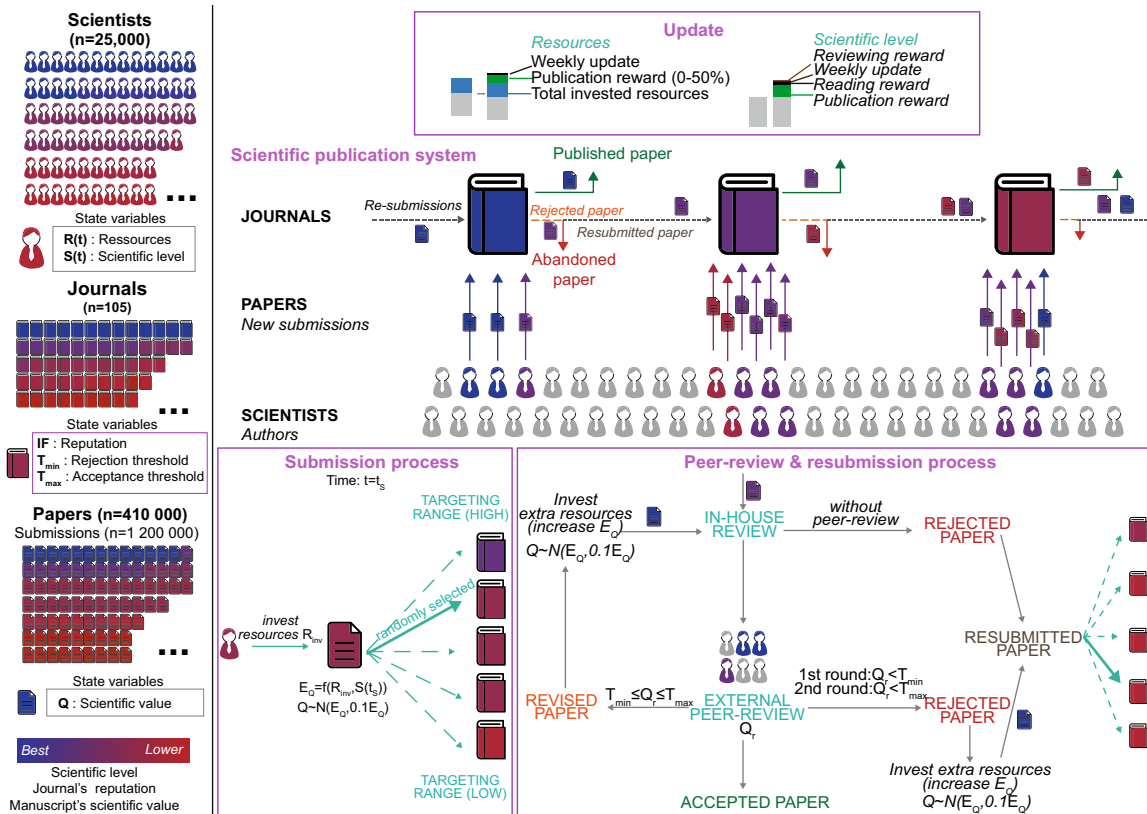 Scientists
(n=25,000)
...
State variables
R(t) : Ressources
S(t) : Scientific level
Journals
(n=105)
...
State variables
IF : Reputation
Tmin : Rejection threshold
Tmax : Acceptance threshold
Papers (n=410 000)
Submissions (n=1 200 000)
...
State variables
Q : Scientific value
Best
Lower
Scientific level
Journal's reputation
Manuscript's scientific value
Update
Resources
Weekly update
Publication reward (0-50%)
Total invested resources
Scientific level
Reviewing reward
Weekly update
Reading reward
Publication reward
Scientific publication system
Published paper
JOURNALS
Re-submissions
Rejected paper
Resubmitted paper
Abandoned
paper
PAPERS
New submissions
SCIENTISTS
Authors
Submission process
Time: t=tS
TARGETING
RANGE (HIGH)
randomly selected
invest
resources Rinv
EQ=f(Rinv,S(tS))
Q~N(EQ,0.1EQ)
TARGETING
RANGE (LOW)
Peer-review & resubmission process
Invest
extra resources
(increase EQ)
Q~N(EQ,0.1EQ)
IN-HOUSE
REVIEW
without
peer-review
REJECTED
PAPER
RESUBMITTED
PAPER
REVISED
PAPER
Tmin≤Qr≤Tmax
EXTERNAL
PEER-REVIEW
Qr
1st round:Qr<Tmin
2nd round:Qr<Tmax
REJECTED
PAPER
Invest extra resources
(increase EQ)
Q~N(EQ,0.1EQ)
ACCEPTED PAPER